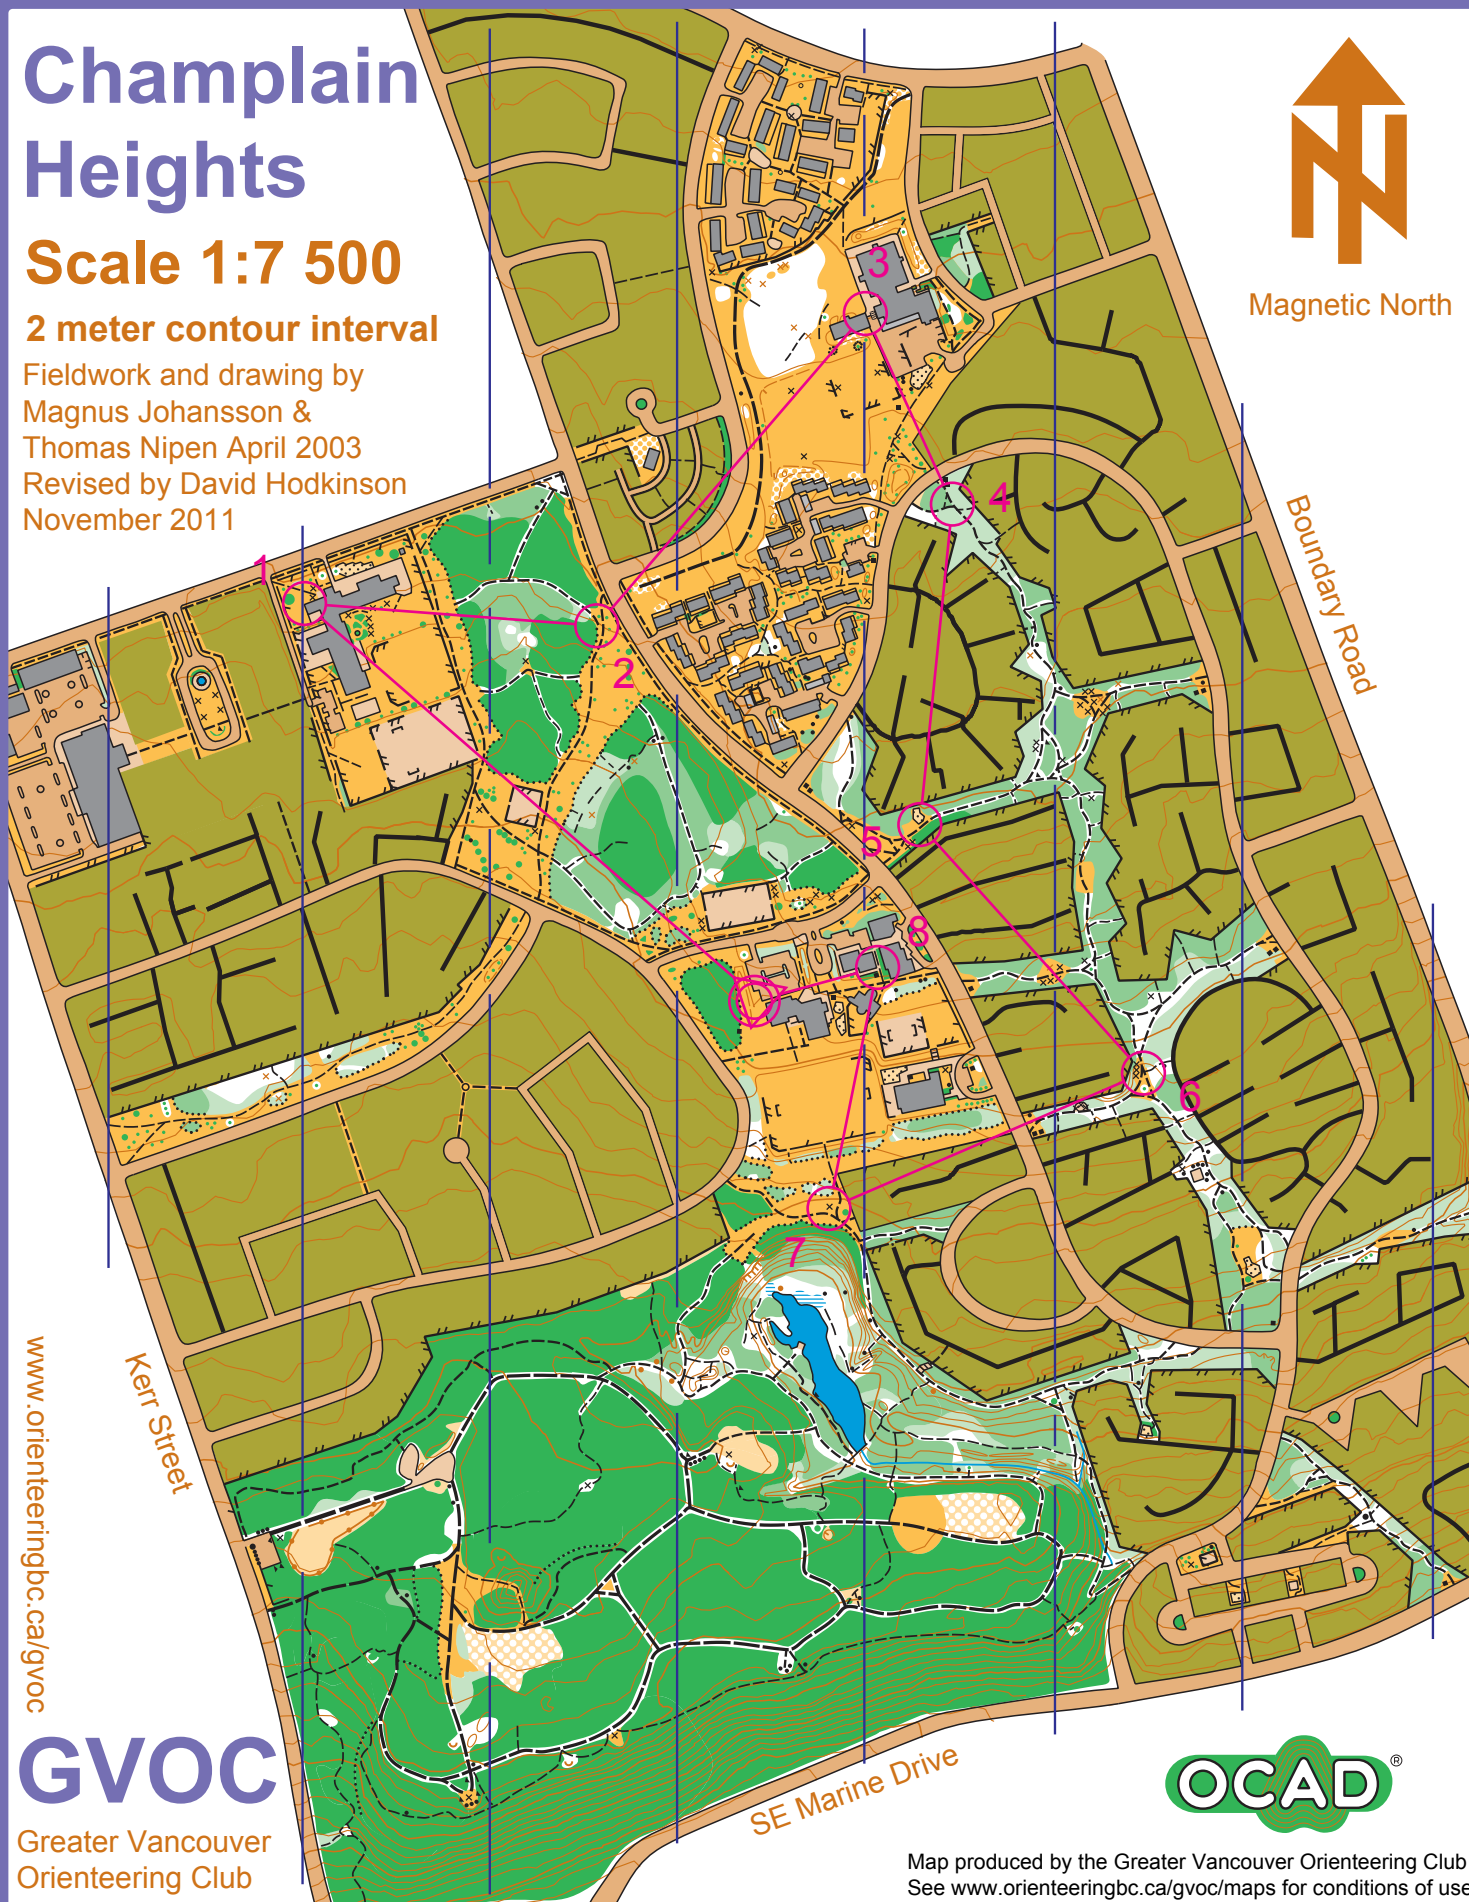 Champlain
Heights
Scale 1:7 500
2 meter contour interval
Fieldwork and drawing by
Magnus Johansson &
Thomas Nipen April 2003
Revised by David Hodkinson
November 2011
N
Magnetic North
3
4
1
2
Boundary Road
5
8
6
7
www.orienteeringbc.ca/gvoc
Kerr Street
SE Marine Drive
GVOC
Greater Vancouver
Orienteering Club
OCAD®
Map produced by the Greater Vancouver Orienteering Club
See www.orienteeringbc.ca/gvoc/maps for conditions of use